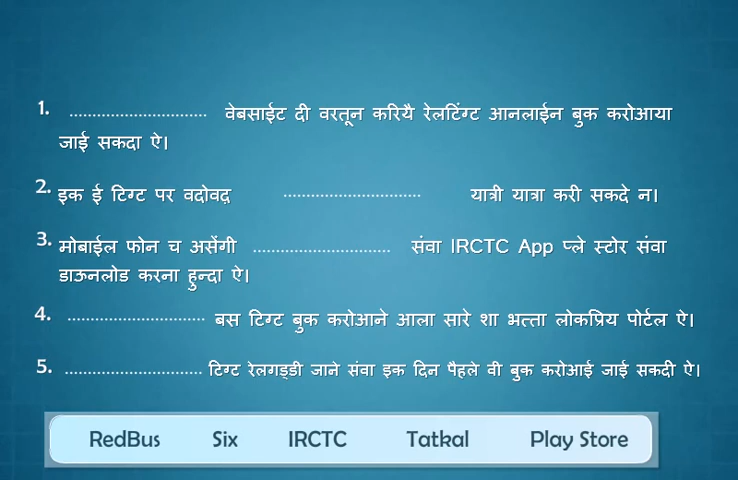 1. .............................. वेबसाईट दी वरतून करियै रेलटिंग्ट आनलाईन बुक करोआया
जाई सकदा ऐ।
2. इक ई टिग्ट पर वदोवद्र .............................. यात्री यात्रा करी सकदे न।
3. मोबाईल फोन च असेंगी .............................. संवा IRCTC App प्ले स्टोर संवा
डाऊनलोड करना हुन्दा ऐ।
4. .............................. बस टिग्ट बुक करोआने आला सारे शा भत्ता लोकप्रिय पोर्टल ऐ।
5. .............................. टिग्ट रेलगड्डी जाने संवा इक दिन पैहले वी बुक करोआई जाई सकदी ऐ।
RedBus Six IRCTC Tatkal Play Store